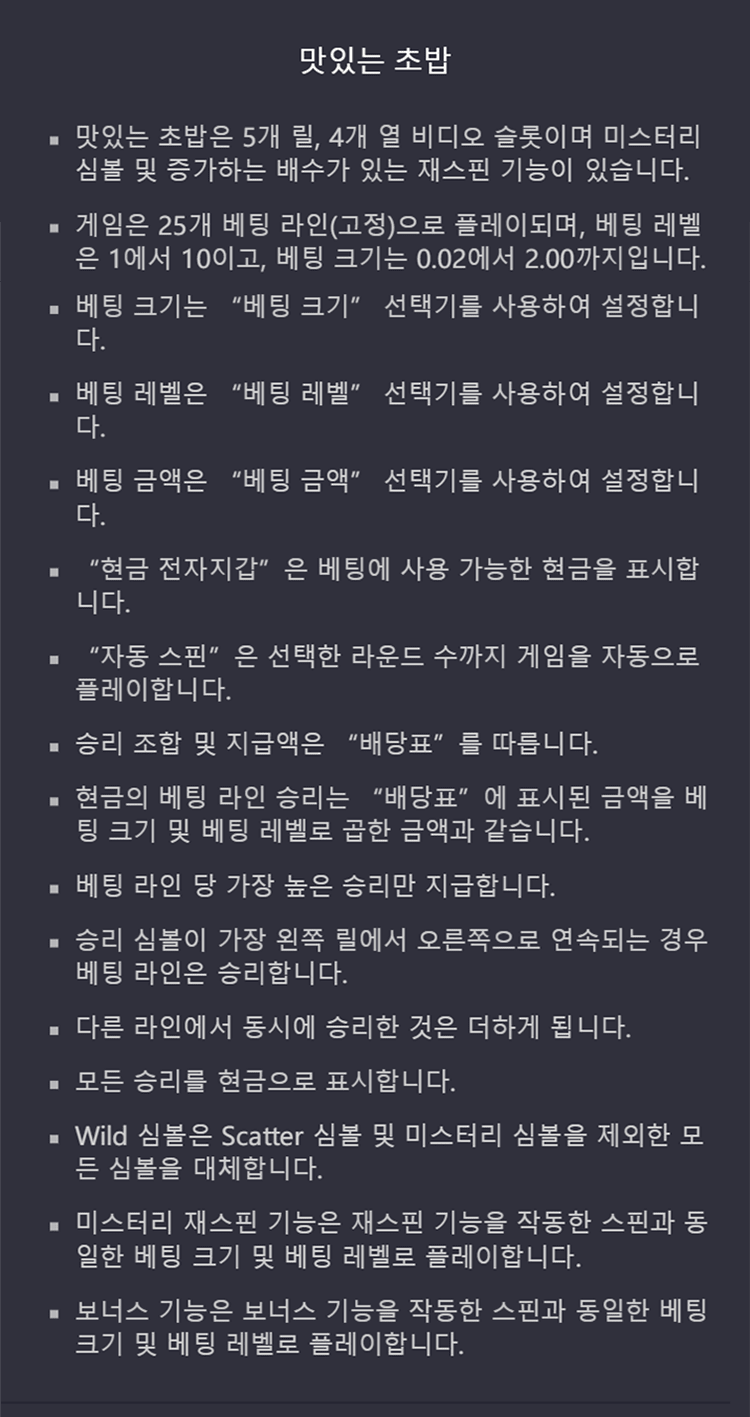 맛있는 초밥
▪ 맛있는 초밥은 5개 릴, 4개 열 비디오 슬롯이며 미스터리
심볼 및 증가하는 배수가 있는 재스핀 기능이 있습니다.
▪ 게임은 25개 베팅 라인(고정)으로 플레이되며, 베팅 레벨
은 1에서 10이고, 베팅 크기는 0.02에서 2.00까지입니다.
▪ 베팅 크기는 “베팅 크기” 선택기를 사용하여 설정합니
다.
▪ 베팅 레벨은 “베팅 레벨” 선택기를 사용하여 설정합니
다.
▪ 베팅 금액은 “베팅 금액” 선택기를 사용하여 설정합니
다.
▪ “현금 전자지갑”은 베팅에 사용 가능한 현금을 표시합
니다.
▪ “자동 스핀”은 선택한 라운드 수까지 게임을 자동으로
플레이합니다.
▪ 승리 조합 및 지급액은 “배당표”를 따릅니다.
▪ 현금의 베팅 라인 승리는 “배당표”에 표시된 금액을 베
팅 크기 및 베팅 레벨로 곱한 금액과 같습니다.
▪ 베팅 라인 당 가장 높은 승리만 지급합니다.
▪ 승리 심볼이 가장 왼쪽 릴에서 오른쪽으로 연속되는 경우
베팅 라인은 승리합니다.
▪ 다른 라인에서 동시에 승리한 것은 더하게 됩니다.
▪ 모든 승리를 현금으로 표시합니다.
▪ Wild 심볼은 Scatter 심볼 및 미스터리 심볼을 제외한 모
든 심볼을 대체합니다.
▪ 미스터리 재스핀 기능은 재스핀 기능을 작동한 스핀과 동
일한 베팅 크기 및 베팅 레벨로 플레이합니다.
▪ 보너스 기능은 보너스 기능을 작동한 스핀과 동일한 베팅
크기 및 베팅 레벨로 플레이합니다.